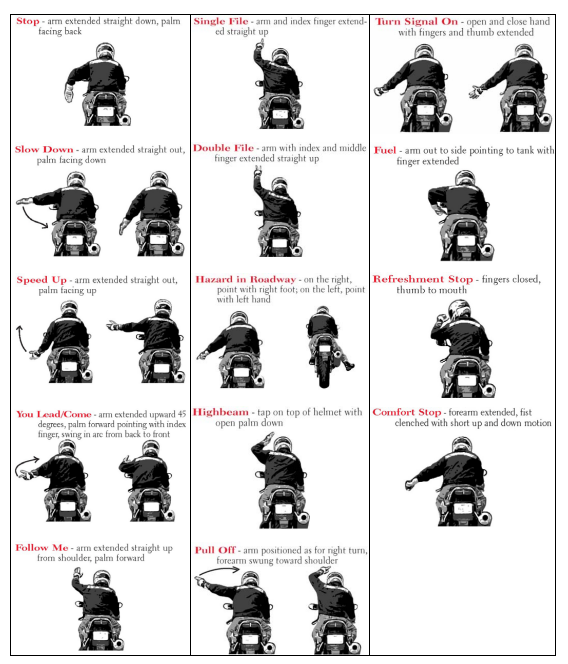 Stop - arm extended straight down, palm
facing back
Slow Down - arm extended straight out,
palm facing down
Speed Up - arm extended straight out,
palm facing up
You Lead/Come - arm extended upward 45
degrees, palm forward pointing with index
finger, swing in arc from back to front
Follow Me - arm extended straight up
from shoulder, palm forward
Single File - arm and index finger extend-
ed straight up
Double File - arm with index and middle
finger extended straight up
Hazard in Roadway - on the right,
point with right foot; on the left, point
with left hand
Highbeam - tap on top of helmet with
open palm down
Pull Off - arm positioned as for right turn,
forearm swung toward shoulder
Turn Signal On - open and close hand
with fingers and thumb extended
Fuel - arm out to side pointing to tank with
finger extended
Refreshment Stop - fingers closed,
thumb to mouth
Comfort Stop - forearm extended, fist
clenched with short up and down motion